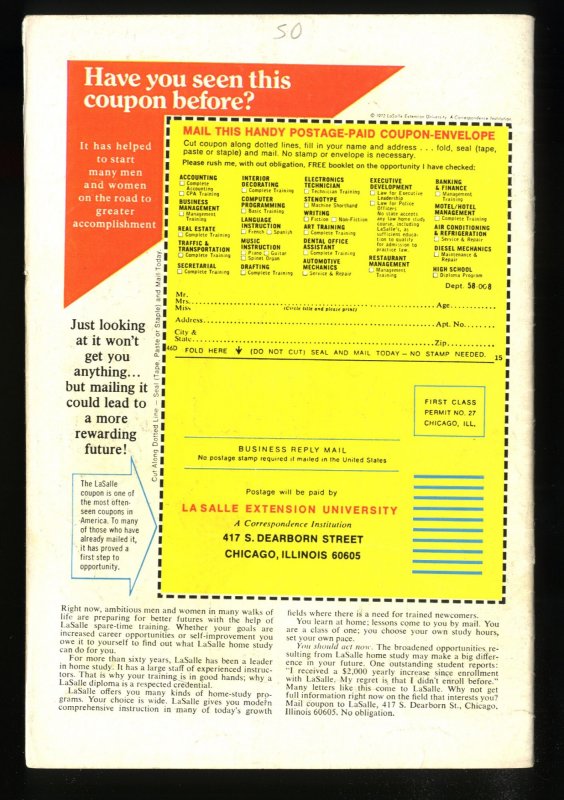 50
Have you seen this
coupon before?
© 1972 LaSalle Extension University A Correspondence Institution
It has helped
to start
many men
and women
on the road to
greater
accomplishment
MAIL THIS HANDY POSTAGE-PAID COUPON-ENVELOPE
Cut coupon along dotted lines, fill in your name and address . . . fold, seal (tape,
paste or staple) and mail. No stamp or envelope is necessary.
Please rush me, with out obligation, FREE booklet on the opportunity I have checked:
ACCOUNTING
Complete
Accounting
CPA Training
BUSINESS
MANAGEMENT
Management
Training
REAL ESTATE
Complete Training
TRAFFIC &
TRANSPORTATION
Complete Training
SECRETARIAL
Complete Training
INTERIOR
DECORATING
Complete Training
COMPUTER
PROGRAMMING
Basic Training
LANGUAGE
INSTRUCTION
French Spanish
MUSIC
INSTRUCTION
Piano Guitar
Spinet Organ
DRAFTING
Complete Training
ELECTRONICS
TECHNICIAN
Technician Training
STENOTYPE
Machine Shorthand
WRITING
Fiction Non-Fiction
ART TRAINING
Complete Training
DENTAL OFFICE
ASSISTANT
Complete Training
AUTOMOTIVE
MECHANICS
Service & Repair
EXECUTIVE
DEVELOPMENT
Law for Executive
Leadership
Law for Police
Officers
No state accepts
any law home study
course, including
LaSalle's, as
sufficient educa-
tion to qualify
for admission to
practice law.
RESTAURANT
MANAGEMENT
Management
Training
BANKING
& FINANCE
Management
Training
MOTEL/HOTEL
MANAGEMENT
Complete Training
AIR CONDITIONING
& REFRIGERATION
Service & Repair
DIESEL MECHANICS
Maintenance &
Repair
HIGH SCHOOL
Diploma Program
Dept. 58-008
Mr.
Mrs.
Miss
(Circle title and please print)
Age
Address
Apt. No.
City &
State
Zip
46D FOLD HERE (DO NOT CUT) SEAL AND MAIL TODAY – NO STAMP NEEDED. 15
Cut Along Dotted Line — Seal (Tape, Paste or Staple) and Mail Today
Just looking
at it won't
get you
anything...
but mailing it
could lead to
a more
rewarding
future!
The LaSalle
coupon is one of
the most often-
seen coupons in
America. To many
of those who have
already mailed it,
it has proved a
first step to
opportunity.
FIRST CLASS
PERMIT NO. 27
CHICAGO, ILL,
BUSINESS REPLY MAIL
No postage stamp required if mailed in the United States
Postage will be paid by
LA SALLE EXTENSION UNIVERSITY
A Correspondence Institution
417 S. DEARBORN STREET
CHICAGO, ILLINOIS 60605
Right now, ambitious men and women in many walks of
life are preparing for better futures with the help of
LaSalle spare-time training. Whether your goals are
increased career opportunities or self-improvement you
owe it to yourself to find out what LaSalle home study
can do for you.
For more than sixty years, LaSalle has been a leader
in home study. It has a large staff of experienced instruc-
tors. That is why your training is in good hands; why a
LaSalle diploma is a respected credential.
LaSalle offers you many kinds of home-study pro-
grams. Your choice is wide. LaSalle gives you modern
comprehensive instruction in many of today's growth
fields where there is a need for trained newcomers.
You learn at home; lessons come to you by mail. You
are a class of one; you choose your own study hours,
set your own pace.
You should act now. The broadened opportunities re-
sulting from LaSalle home study may make a big differ-
ence in your future. One outstanding student reports:
"I received a $2,000 yearly increase since enrollment
with LaSalle. My regret is that I didn't enroll before."
Many letters like this come to LaSalle. Why not get
full information right now on the field that interests you?
Mail coupon to LaSalle, 417 S. Dearborn St., Chicago,
Illinois 60605. No obligation.